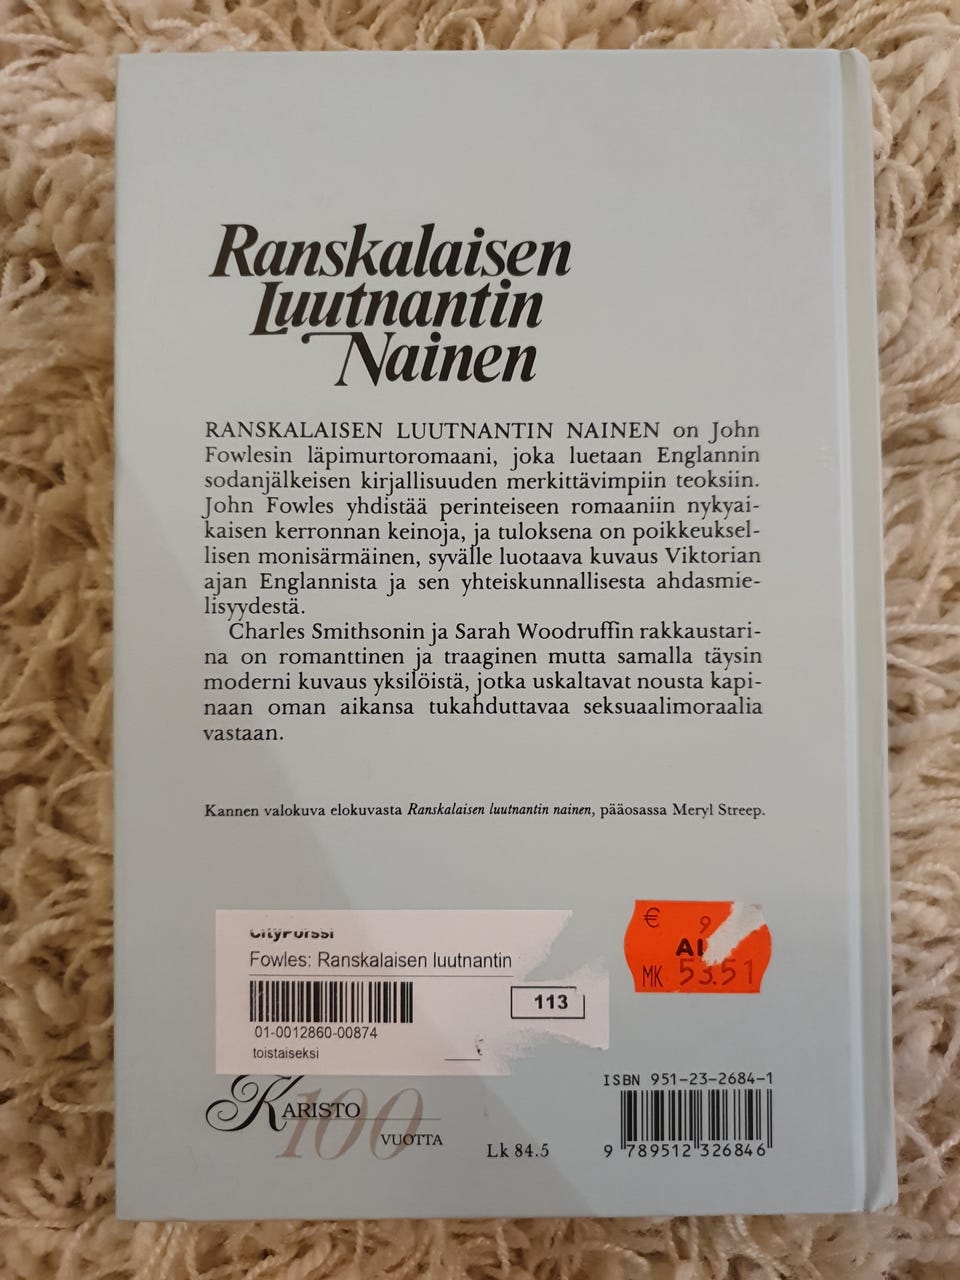 Ranskalaisen
Luutnantin
Nainen
RANSKALAISEN LUUTNANTIN NAINEN on John
Fowlesin läpimurtoromaani, joka luetaan Englannin
sodanjälkeisen kirjallisuuden merkittävimpiin teoksiin.
John Fowles yhdistää perinteiseen romaaniin nykyai-
kaisen kerronnan keinoja, ja tuloksena on poikkeuksel-
lisen monisärmäinen, syvälle luotaava kuvaus Viktorian
ajan Englannista ja sen yhteiskunnallisesta ahdasmie-
lisyydestä.
Charles Smithsonin ja Sarah Woodruffin rakkaustari-
na on romanttinen ja traaginen mutta samalla täysin
moderni kuvaus yksilöistä, jotka uskaltavat nousta kapi-
naan oman aikansa tukahduttavaa seksuaalimoraalia
vastaan.
Kannen valokuva elokuvasta Ranskalaisen luutnantin nainen, pääosassa Meryl Streep.
CityPörssi
Fowles: Ranskalaisen luutnantin
113
01-0012860-00874
toistaiseksi
€ 9
MK 53.51
KARISTO
100
VUOTTA
Lk 84.5
ISBN 951-23-2684-1
9 789512 326846